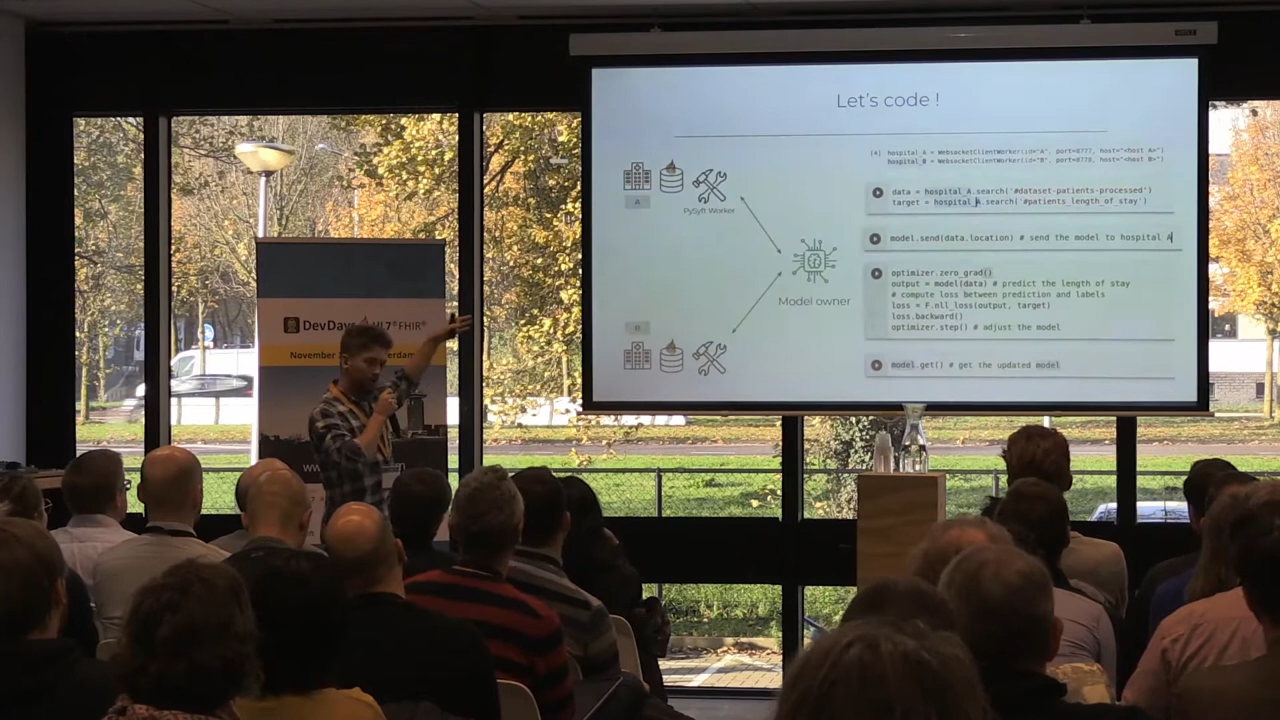 Let's code !
[4] hospital_A = WebsocketClientWorker(id="A", port=8777, host="<host A>")
hospital_B = WebsocketClientWorker(id="B", port=8778, host="<host B>")
data = hospital_A.search('#dataset-patients-processed')
target = hospital_A.search('#patients_length_of_stay')
model.send(data.location) # send the model to hospital A
optimizer.zero_grad()
output = model(data) # predict the length of stay
# compute loss between prediction and labels
loss = F.nll_loss(output, target)
loss.backward()
optimizer.step() # adjust the model
model.get() # get the updated model
A
PySyft Worker
Model owner
B
DevDays HL7® FHIR®
November
www